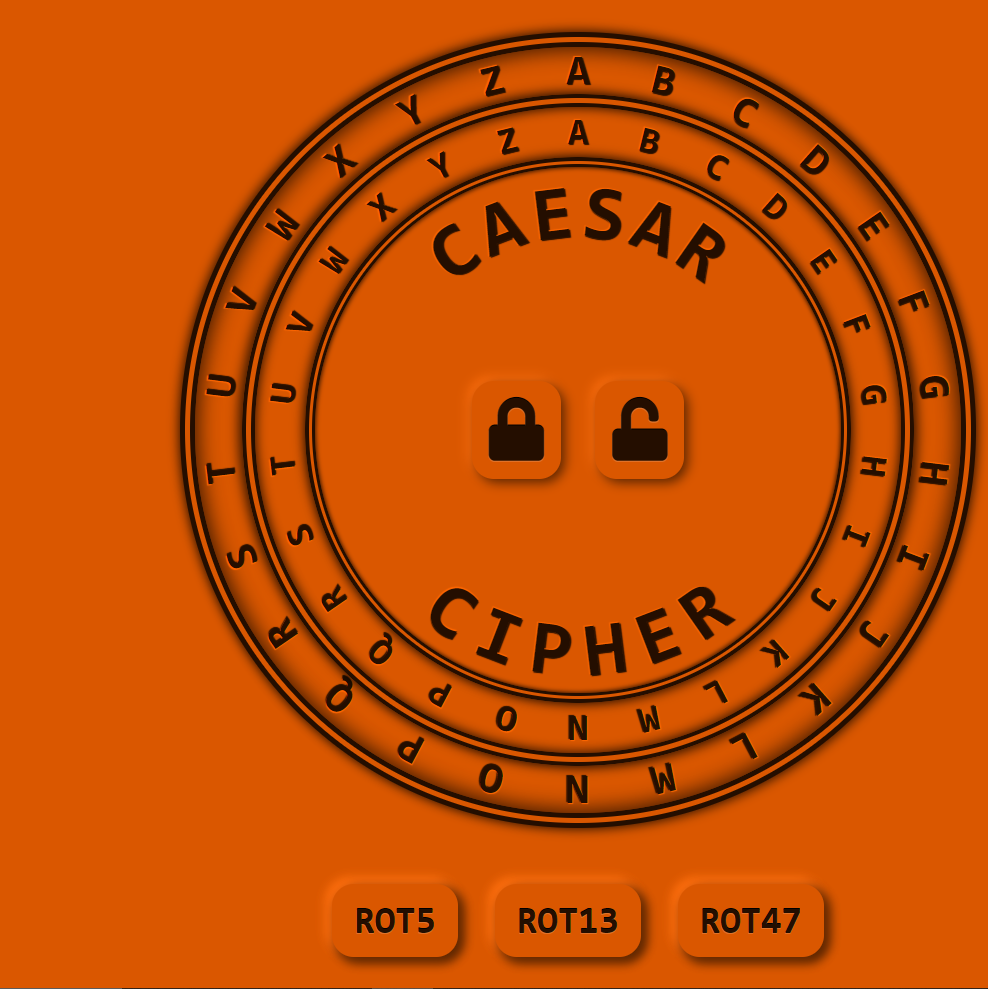 A B C D E F G H I J K L M N O P Q R S T U V W X Y Z
A B C D E F G H I J K L M N O P Q R S T U V W X Y Z
CAESAR
CIPHER
ROT5 ROT13 ROT47